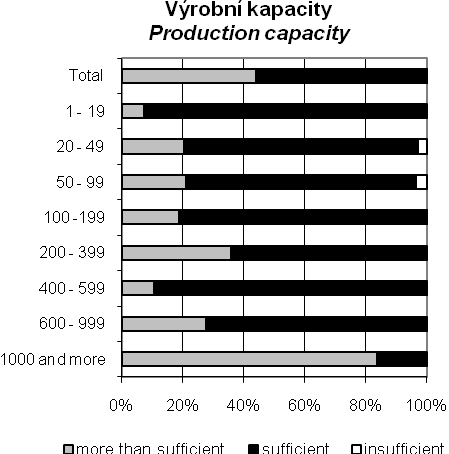 Výrobní kapacity
Production capacity
Total
1 - 19
20 - 49
50 - 99
100 -199
200 - 399
400 - 599
600 - 999
1000 and more
0% 20% 40% 60% 80% 100%
more than sufficient sufficient insufficient